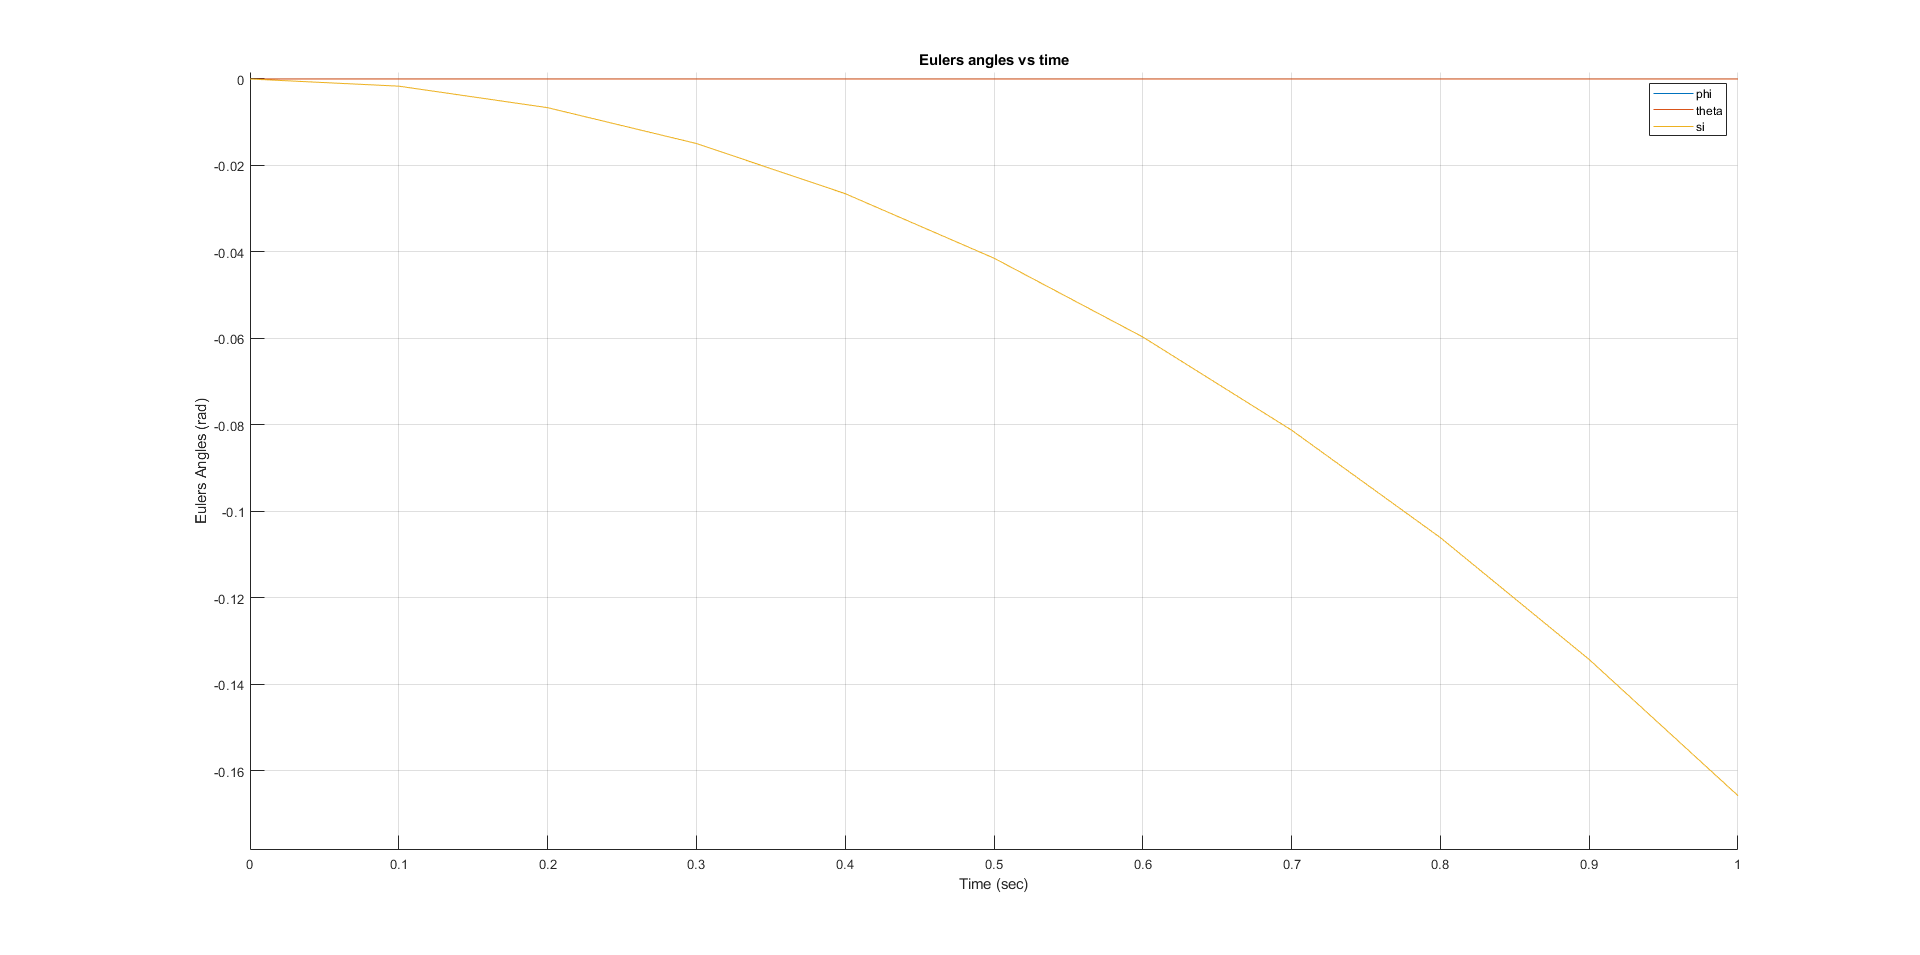 Eulers angles vs time
phi
theta
si
0
-0.02
-0.04
-0.06
-0.08
-0.1
-0.12
-0.14
-0.16
Eulers Angles (rad)
0 0.1 0.2 0.3 0.4 0.5 0.6 0.7 0.8 0.9 1
Time (sec)